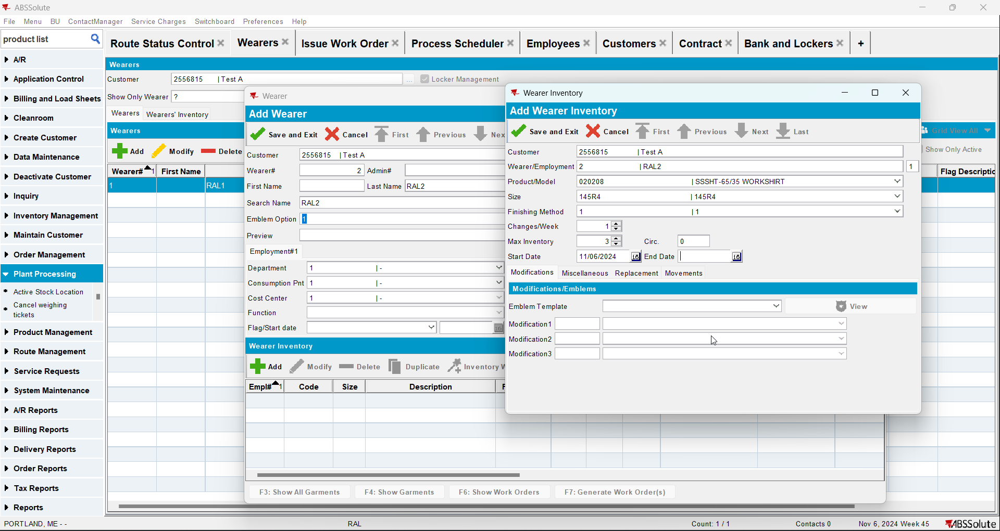 ABSSolute
File Menu BU ContactManager Service Charges Switchboard Preferences Help
product list
Route Status Control Wearers Issue Work Order Process Scheduler Employees Customers Contract Bank and Lockers +
A/R
Application Control
Billing and Load Sheets
Cleanroom
Create Customer
Data Maintenance
Deactivate Customer
Inquiry
Inventory Management
Maintain Customer
Order Management
Plant Processing
Active Stock Location
Cancel weighing
tickets
Product Management
Route Management
Service Requests
System Maintenance
A/R Reports
Billing Reports
Delivery Reports
Order Reports
Tax Reports
Reports
Wearers
Customer 2556815 | Test A ... Locker Management
Show Only Wearer ?
Wearers Wearers' Inventory
Wearers Grid View All
Add Modify Delete Show Only Active
Wearer# 1 First Name Flag Descriptio
1 RAL1
Wearer
Add Wearer
Save and Exit Cancel First Previous Nex
Customer 2556815 | Test A
Wearer# 2 Admin#
First Name Last Name RAL2
Search Name RAL2
Emblem Option 1
Preview
Employment#1
Department 1 | -
Consumption Pnt 1 | -
Cost Center 1 | -
Function
Flag/Start date 16
Wearer Inventory
Add Modify Delete Duplicate Inventory W
Empl# 1 Code Size Description F
F3: Show All Garments F4: Show Garments F6: Show Work Orders F7: Generate Work Order(s)
Wearer Inventory
Add Wearer Inventory
Save and Exit Cancel First Previous Next Last
Customer 2556815 | Test A
Wearer/Employment 2 | RAL2 1
Product/Model 020208 | SSSHT-65/35 WORKSHIRT
Size 145R4 | 145R4
Finishing Method 1 | 1
Changes/Week 1
Max Inventory 3 Circ. 0
Start Date 11/06/2024 16 End Date 16
Modifications Miscellaneous Replacement Movements
Modifications/Emblems
Emblem Template View
Modification1
Modification2
Modification3
PORTLAND, ME - - RAL Count: 1 / 1 Contacts 0 Nov 6, 2024 Week 45 ABSSolute